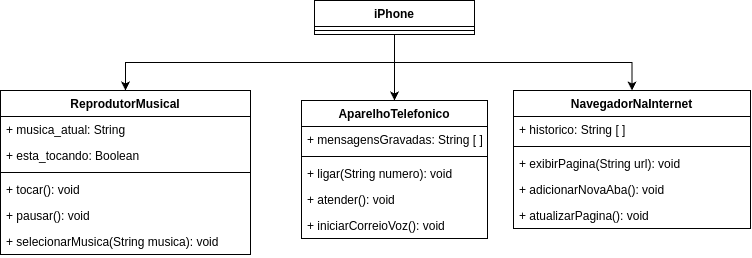 iPhone
ReprodutorMusical
+ musica_atual: String
+ esta_tocando: Boolean
+ tocar(): void
+ pausar(): void
+ selecionarMusica(String musica): void
AparelhoTelefonico
+ mensagensGravadas: String [ ]
+ ligar(String numero): void
+ atender(): void
+ iniciarCorreioVoz(): void
NavegadorNaInternet
+ historico: String [ ]
+ exibirPagina(String url): void
+ adicionarNovaAba(): void
+ atualizarPagina(): void